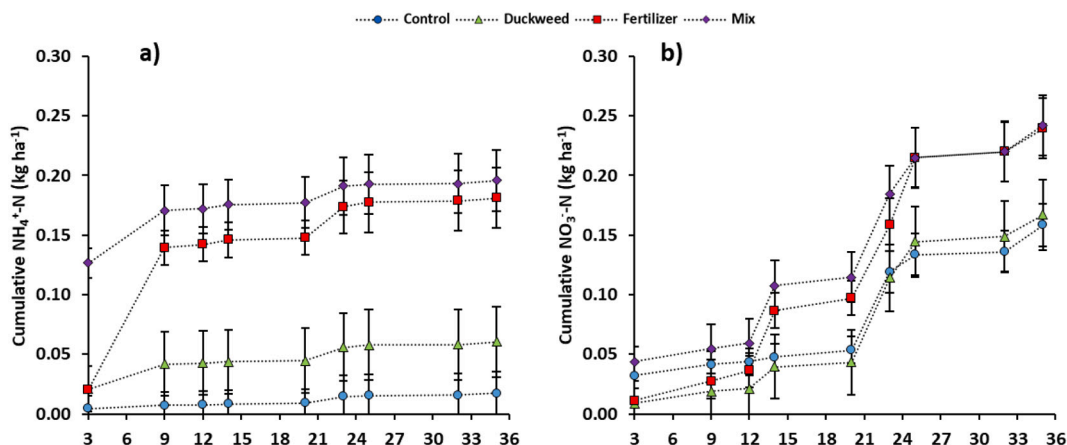 Control Duckweed Fertilizer Mix
a)
Cumulative NH₄⁺-N (kg ha⁻¹)
0.30
0.25
0.20
0.15
0.10
0.05
0.00
3 6 9 12 15 18 21 24 27 30 33 36
b)
Cumulative NO₃⁻-N (kg ha⁻¹)
0.30
0.25
0.20
0.15
0.10
0.05
0.00
3 6 9 12 15 18 21 24 27 30 33 36